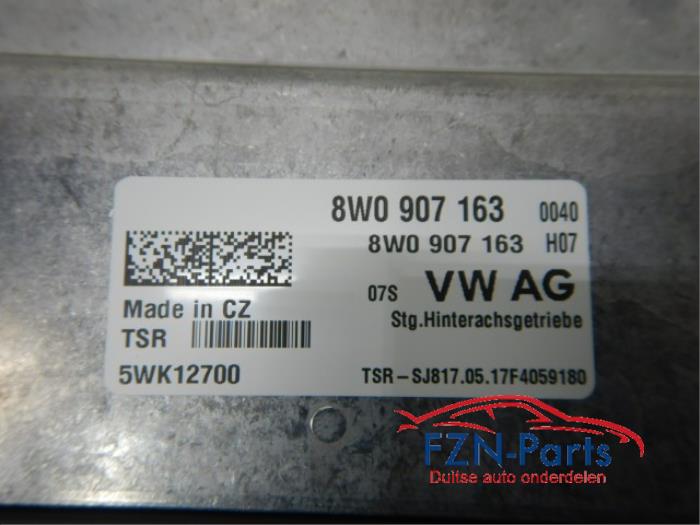 8W0 907 163 0040
8W0 907 163 H07
07S VW AG
Made in CZ
Stg.Hinterachsgetriebe
TSR
5WK12700 TSR-SJ817.05.17F4059180
FZN-Parts
Duitse auto onderdelen